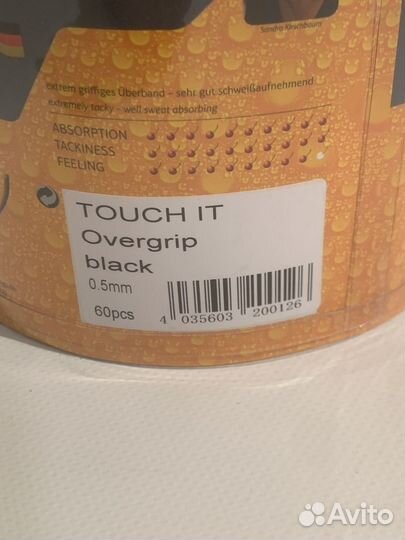 Sandra Kirschbaum
extrem griffiges Überband – sehr gut schweißaufnehmend
extremely tacky – well sweat absorbing
ABSORPTION
TACKINESS
FEELING
TOUCH IT
Overgrip
black
0.5mm
60pcs
4 035603 200126
Avito